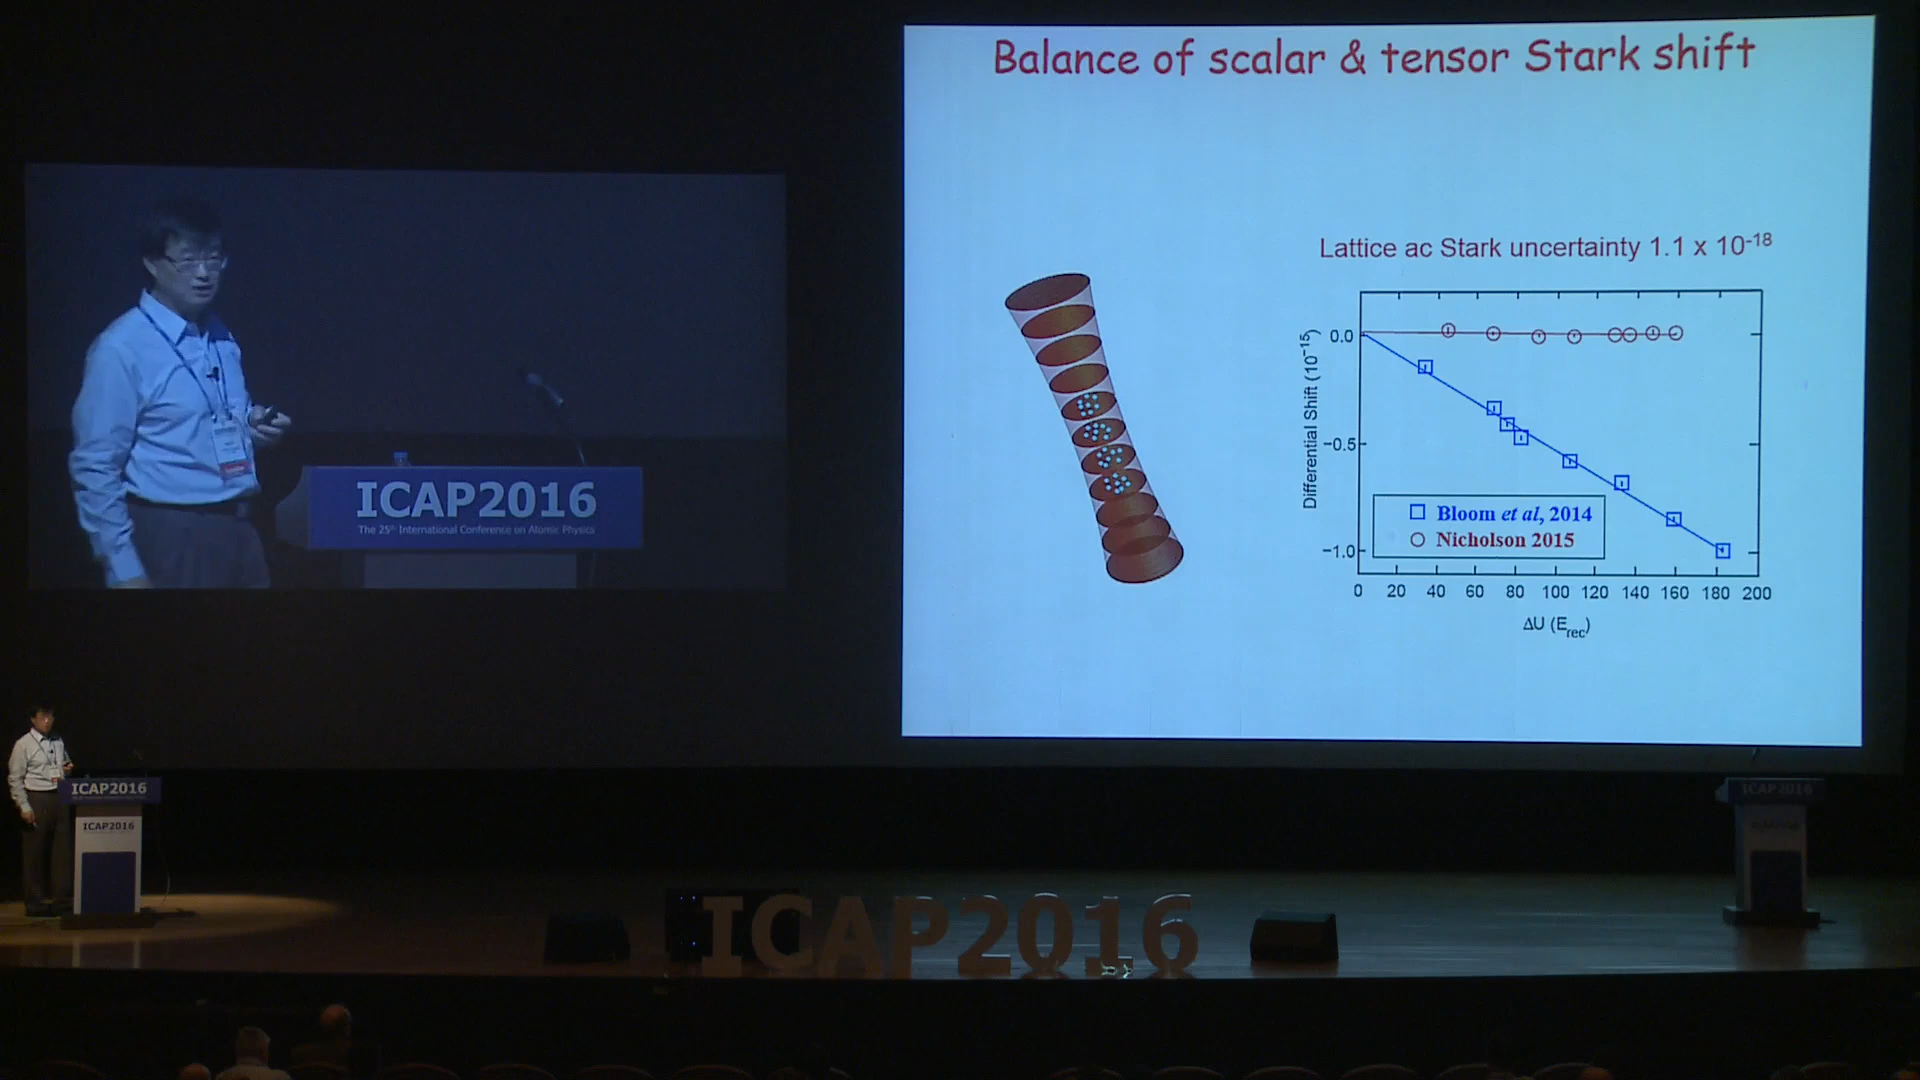 Balance of scalar & tensor Stark shift
Lattice ac Stark uncertainty 1.1 x 10⁻¹⁸
Differential Shift (10⁻¹⁵)
0.0
−0.5
−1.0
Bloom et al, 2014
Nicholson 2015
0 20 40 60 80 100 120 140 160 180 200
ΔU (E_rec)
ICAP2016
The 25th International Conference on Atomic Physics
ICAP2016
ICAP2016
ICAP2016
ICAP2016